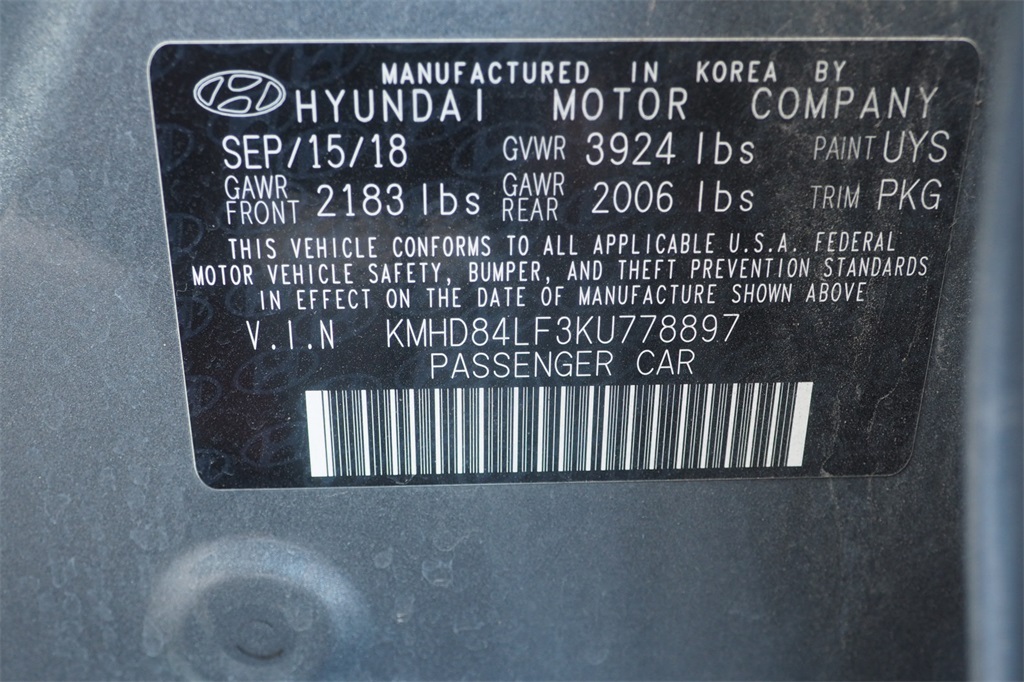 MANUFACTURED IN KOREA BY
HYUNDAI MOTOR COMPANY
SEP/15/18 GVWR 3924 lbs PAINT UYS
GAWR FRONT 2183 lbs GAWR REAR 2006 lbs TRIM PKG
THIS VEHICLE CONFORMS TO ALL APPLICABLE U.S.A. FEDERAL
MOTOR VEHICLE SAFETY, BUMPER, AND THEFT PREVENTION STANDARDS
IN EFFECT ON THE DATE OF MANUFACTURE SHOWN ABOVE
V.I.N KMHD84LF3KU778897
PASSENGER CAR